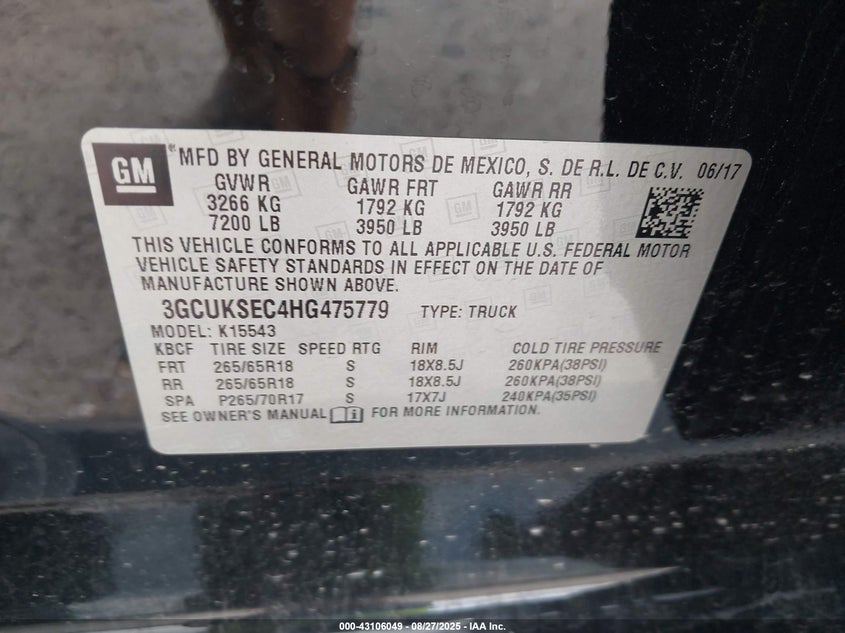 GM ® MFD BY GENERAL MOTORS DE MEXICO, S. DE R.L. DE C.V. 06/17
GVWR GAWR FRT GAWR RR
3266 KG 1792 KG 1792 KG
7200 LB 3950 LB 3950 LB
THIS VEHICLE CONFORMS TO ALL APPLICABLE U.S. FEDERAL MOTOR
VEHICLE SAFETY STANDARDS IN EFFECT ON THE DATE OF
MANUFACTURE SHOWN ABOVE.
3GCUKSEC4HG475779 TYPE: TRUCK
MODEL: K15543
KBCF TIRE SIZE SPEED RTG RIM COLD TIRE PRESSURE
FRT 265/65R18 S 18X8.5J 260KPA(38PSI)
RR 265/65R18 S 18X8.5J 260KPA(38PSI)
SPA P265/70R17 S 17X7J 240KPA(35PSI)
SEE OWNER'S MANUAL i FOR MORE INFORMATION.
000-43106049 - 08/27/2025 - IAA Inc.